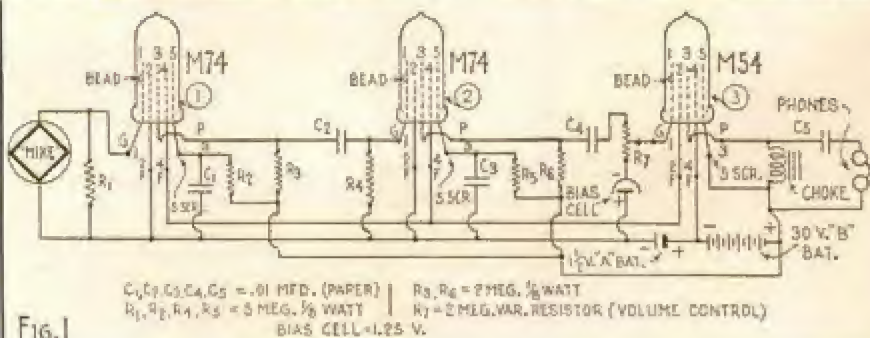 1 2 3 4 5
M74
BEAD
1
G
P
MIKE
R1
C1
R2
R3
S SCR.
C2
R4
1 2 3 4 5
M74
BEAD
2
G
P
C3
R5
R6
S SCR
C4
R7
BIAS CELL
1 2 3 4 5
M54
BEAD
3
G
P
S SCR.
C5
PHONES
CHOKE
1½V. "A" BAT.
30 V. "B" BAT.
C1, C2, C3, C4, C5 = .01 MFD. (PAPER) | R3, R6 = 2 MEG. ⅛ WATT
R1, R2, R4, R5 = 5 MEG. ⅛ WATT | R7 = 2 MEG. VAR. RESISTOR (VOLUME CONTROL)
BIAS CELL = 1.25 V.
FIG. 1